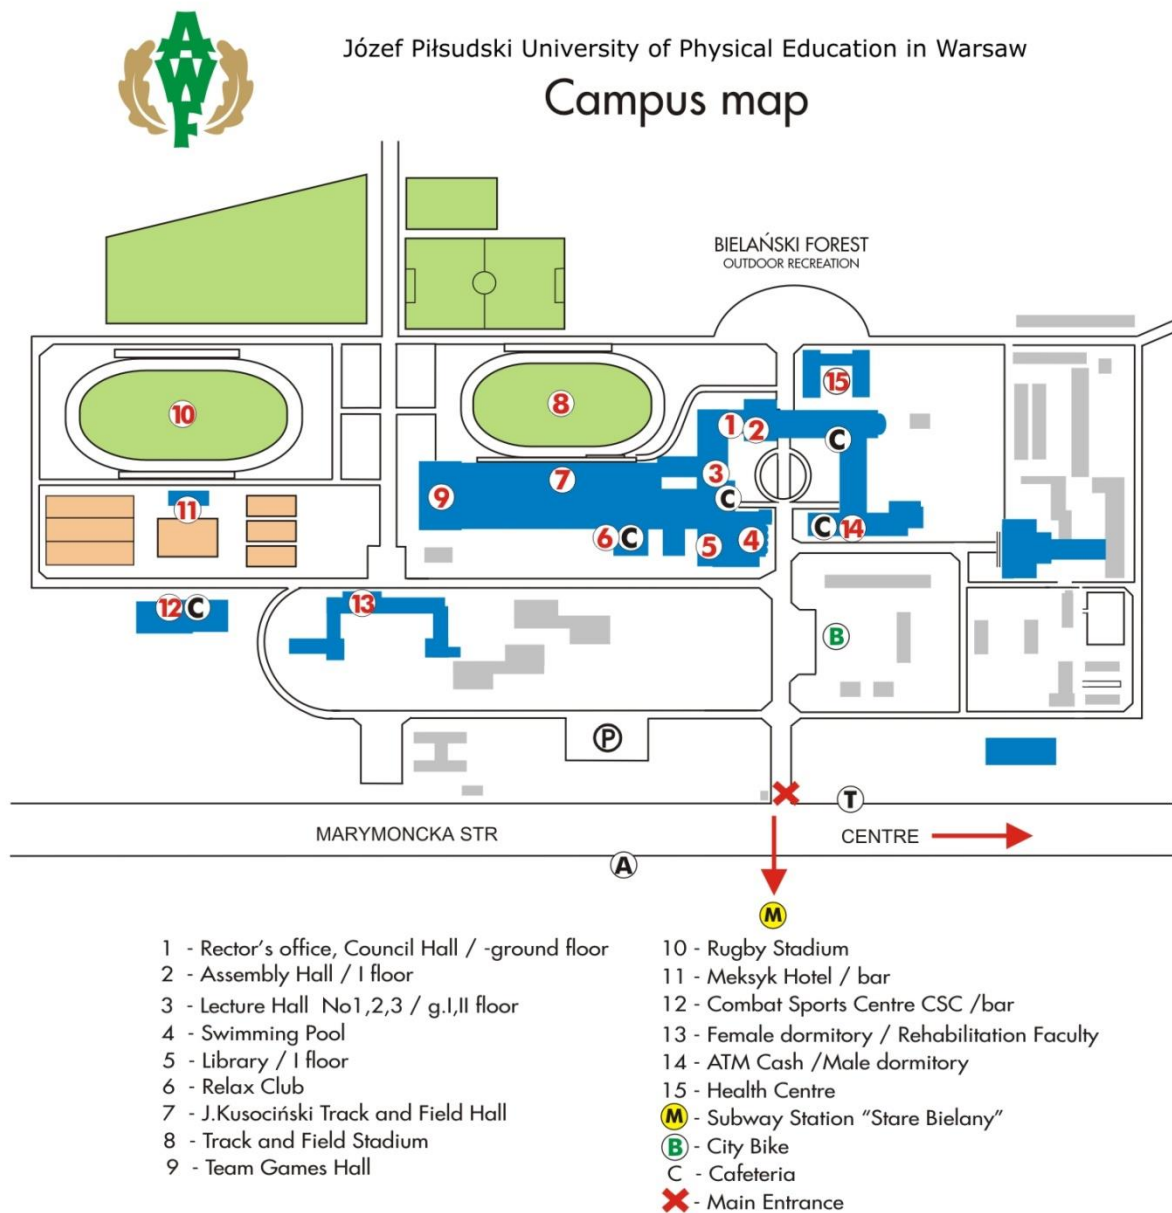 AWF
Józef Piłsudski University of Physical Education in Warsaw
Campus map
BIELAŃSKI FOREST
OUTDOOR RECREATION
15
10
8
1
2
C
3
7
9
C
11
6
C
5
4
C
14
12
C
13
B
P
T
MARYMONCKA STR
CENTRE
A
M
1 - Rector's office, Council Hall / -ground floor
2 - Assembly Hall / I floor
3 - Lecture Hall No1,2,3 / g.I,II floor
4 - Swimming Pool
5 - Library / I floor
6 - Relax Club
7 - J.Kusociński Track and Field Hall
8 - Track and Field Stadium
9 - Team Games Hall
10 - Rugby Stadium
11 - Meksyk Hotel / bar
12 - Combat Sports Centre CSC /bar
13 - Female dormitory / Rehabilitation Faculty
14 - ATM Cash /Male dormitory
15 - Health Centre
M - Subway Station "Stare Bielany"
B - City Bike
C - Cafeteria
- Main Entrance